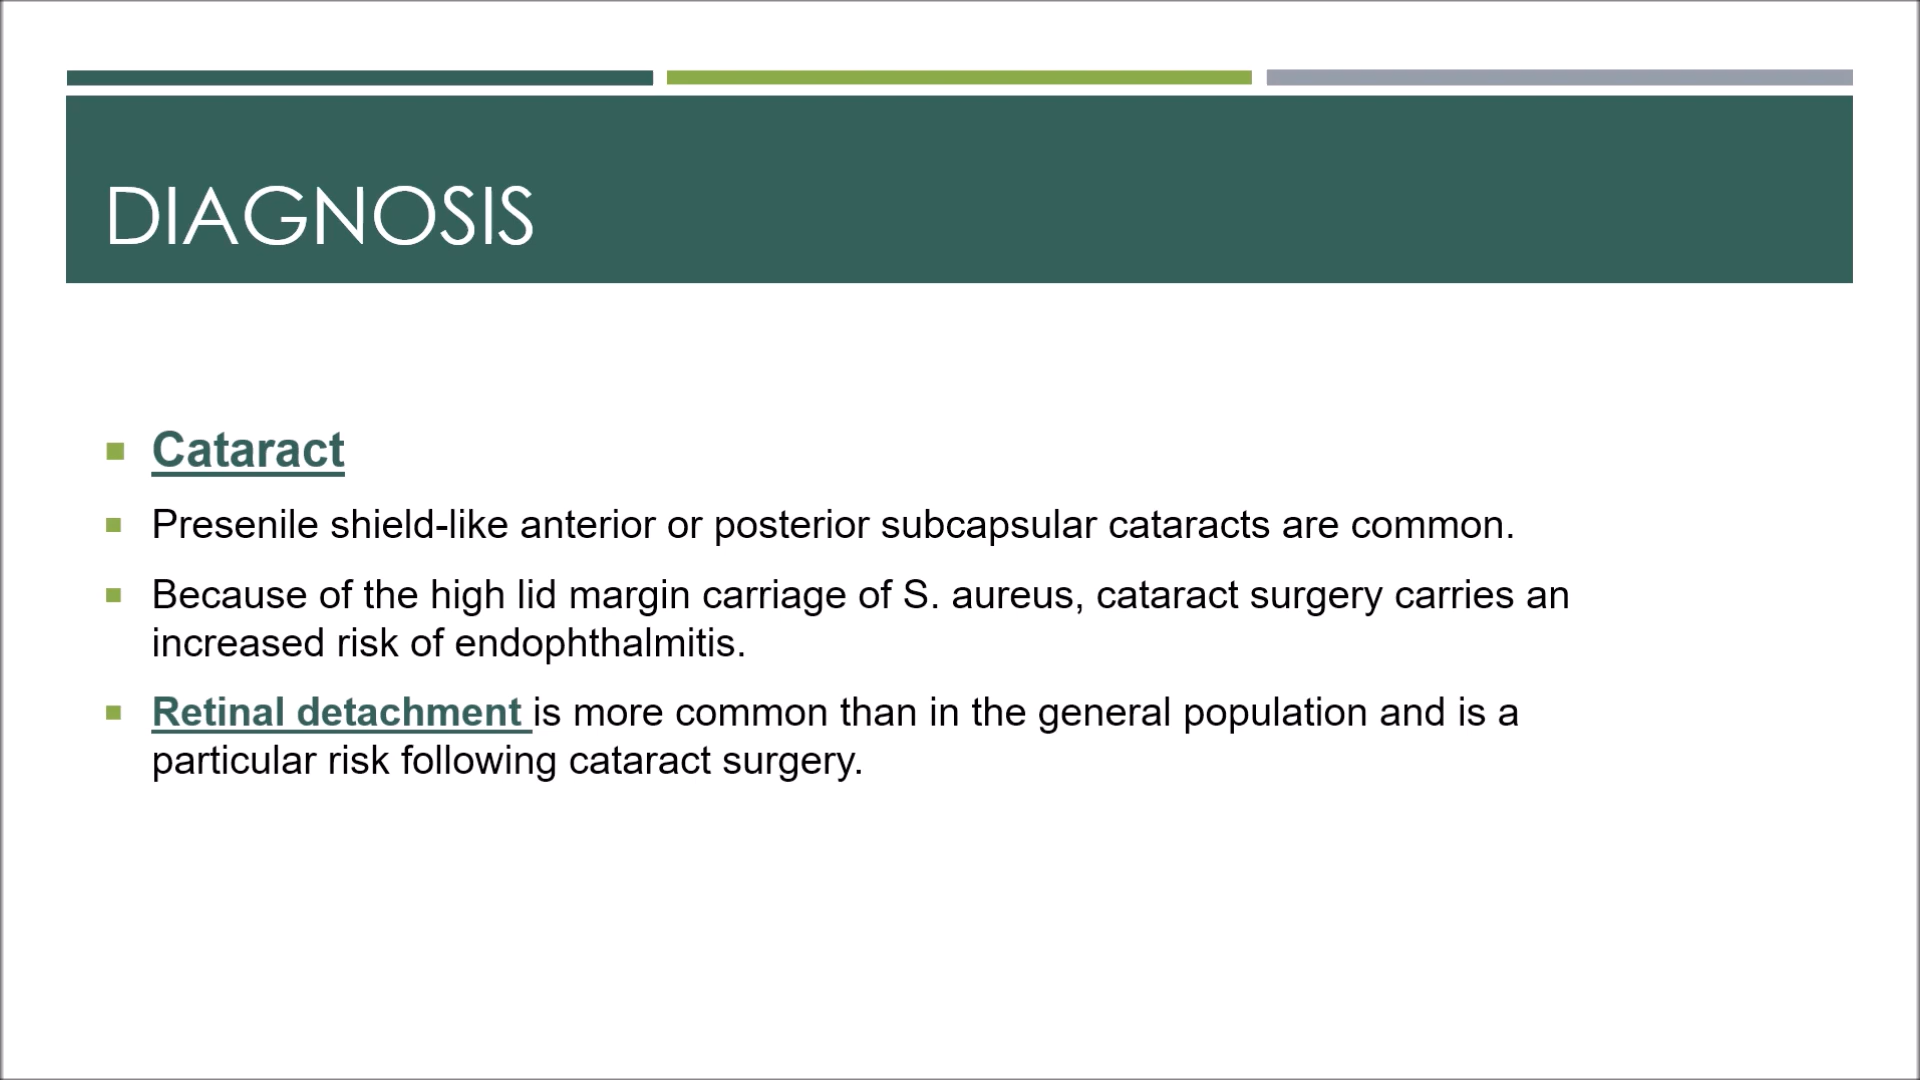 DIAGNOSIS
Cataract
Presenile shield-like anterior or posterior subcapsular cataracts are common.
Because of the high lid margin carriage of S. aureus, cataract surgery carries an
increased risk of endophthalmitis.
Retinal detachment is more common than in the general population and is a
particular risk following cataract surgery.